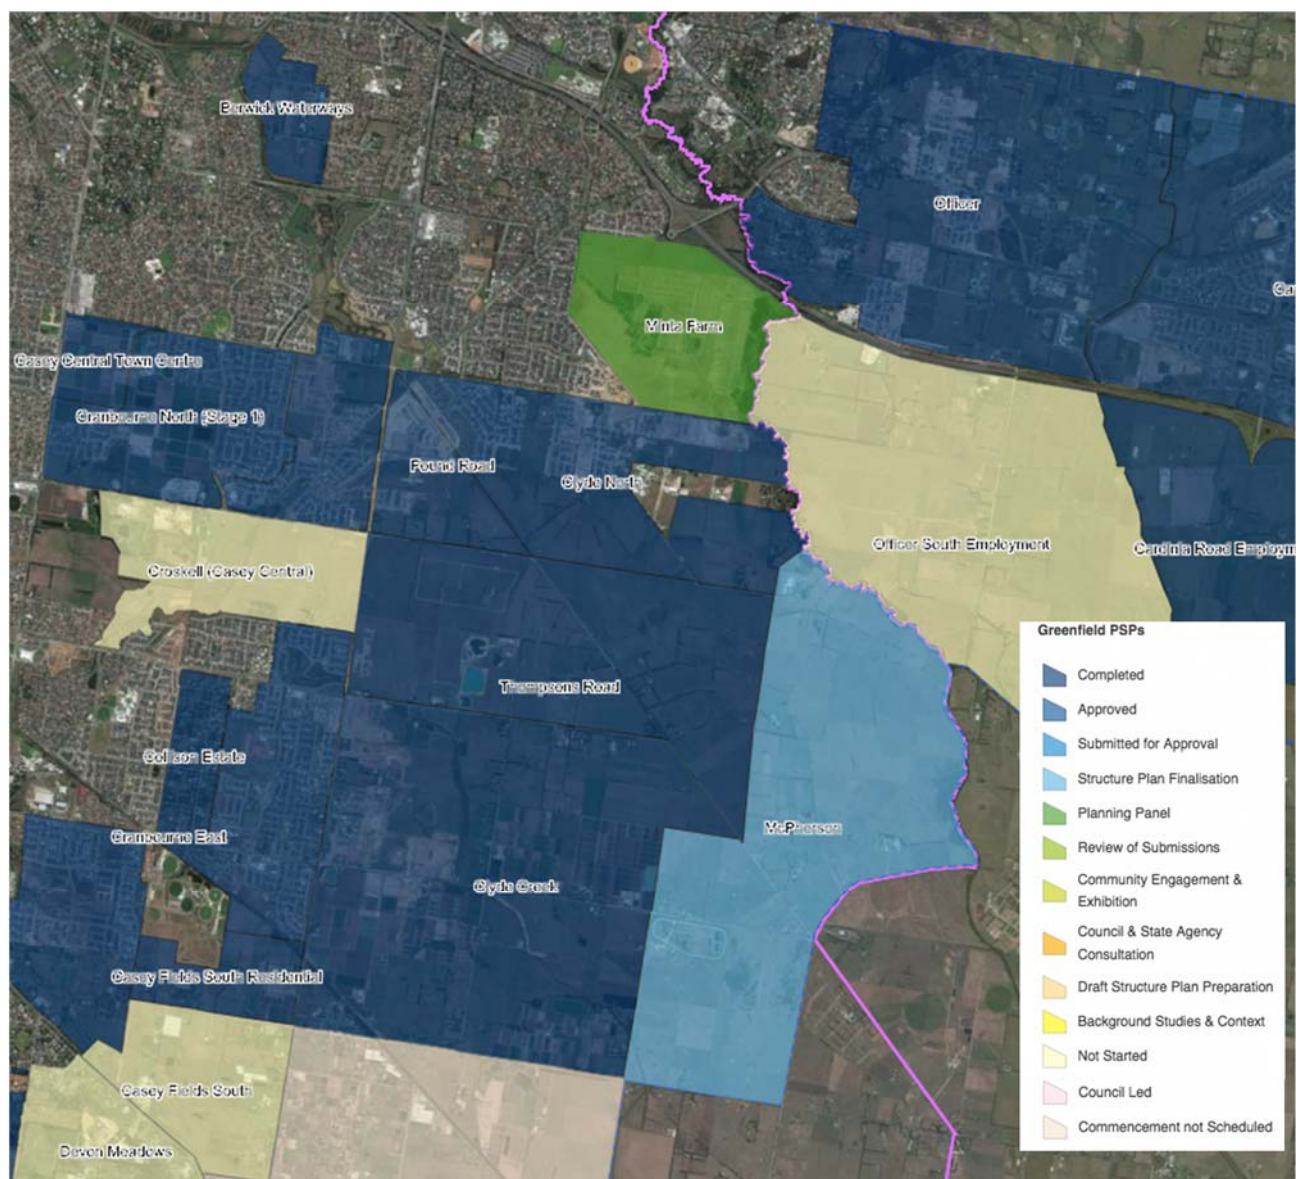 Berwick Waterways
Officer
Minta Farm
Casey Central Town Centre
Cranbourne North (Stage 1)
Pound Road
Clyde North
Officer South Employment
Cardinia Road Employm
Croskell (Casey Central)
Thompsons Road
Collison Estate
McPherson
Cranbourne East
Clyde Creek
Casey Fields South Residential
Casey Fields South
Devon Meadows
Greenfield PSPs
Completed
Approved
Submitted for Approval
Structure Plan Finalisation
Planning Panel
Review of Submissions
Community Engagement &
Exhibition
Council & State Agency
Consultation
Draft Structure Plan Preparation
Background Studies & Context
Not Started
Council Led
Commencement not Scheduled